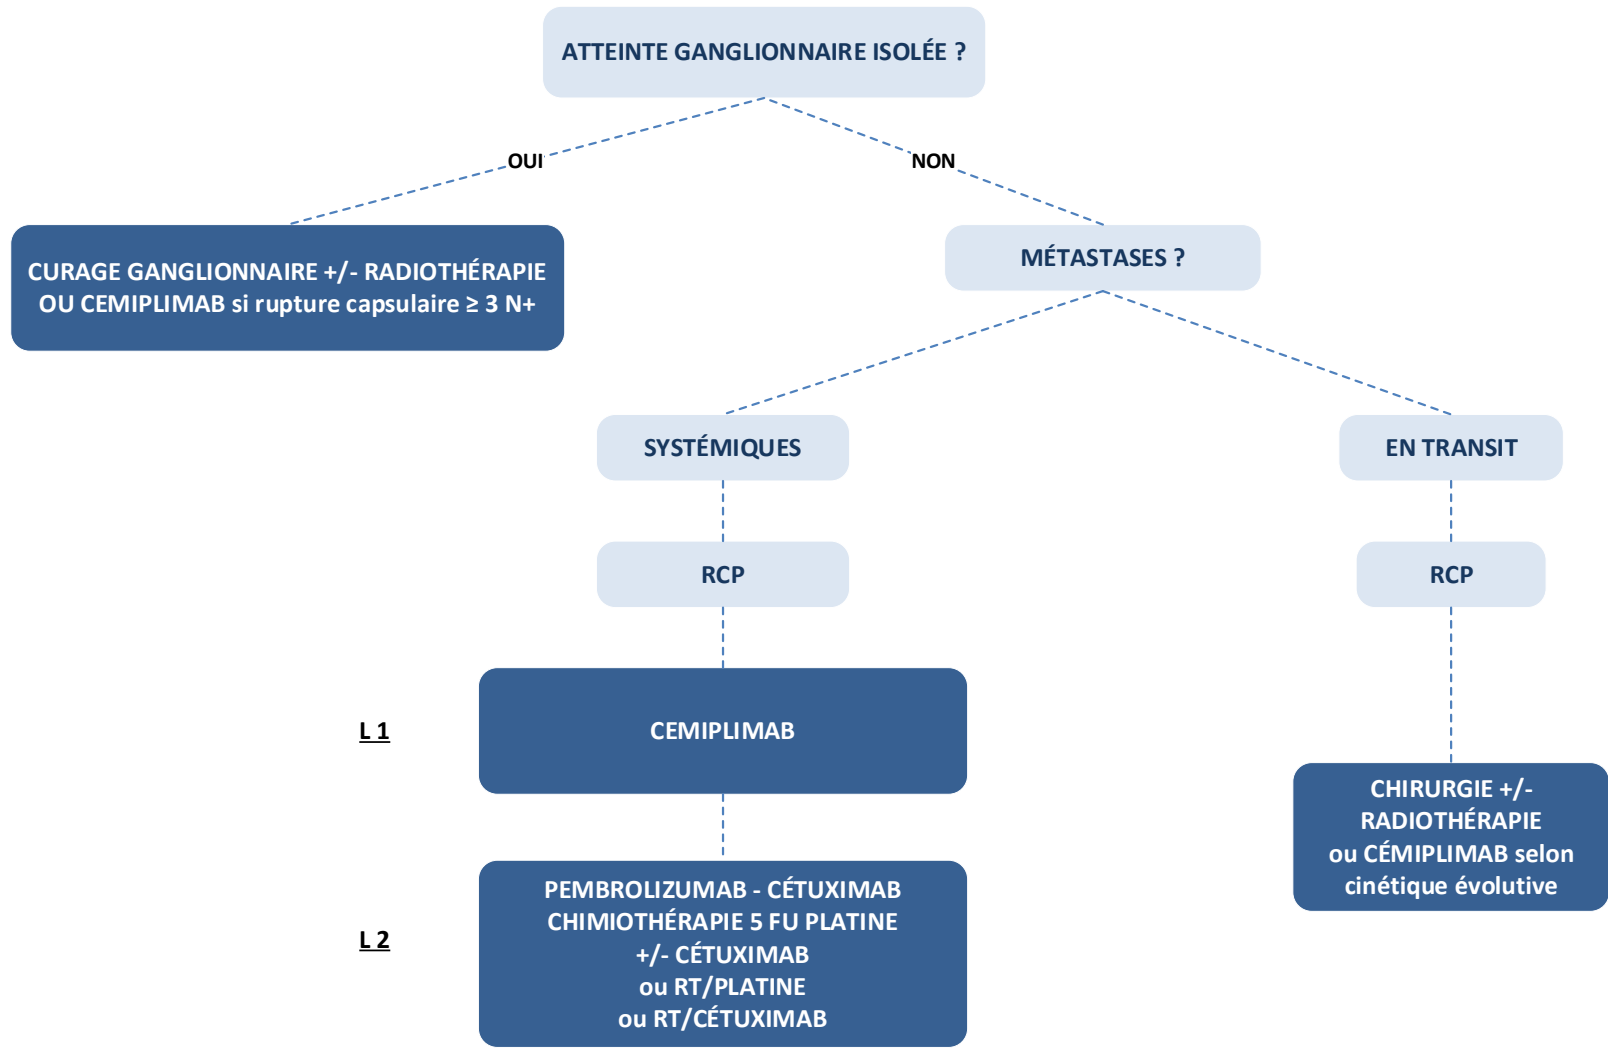 ATTEINTE GANGLIONNAIRE ISOLÉE ?
OUI
NON
CURAGE GANGLIONNAIRE +/- RADIOTHÉRAPIE
OU CEMIPLIMAB si rupture capsulaire ≥ 3 N+
MÉTASTASES ?
SYSTÉMIQUES
EN TRANSIT
RCP
RCP
L 1
CEMIPLIMAB
CHIRURGIE +/-
RADIOTHÉRAPIE
ou CÉMIPLIMAB selon
cinétique évolutive
L 2
PEMBROLIZUMAB - CÉTUXIMAB
CHIMIOTHÉRAPIE 5 FU PLATINE
+/- CÉTUXIMAB
ou RT/PLATINE
ou RT/CÉTUXIMAB